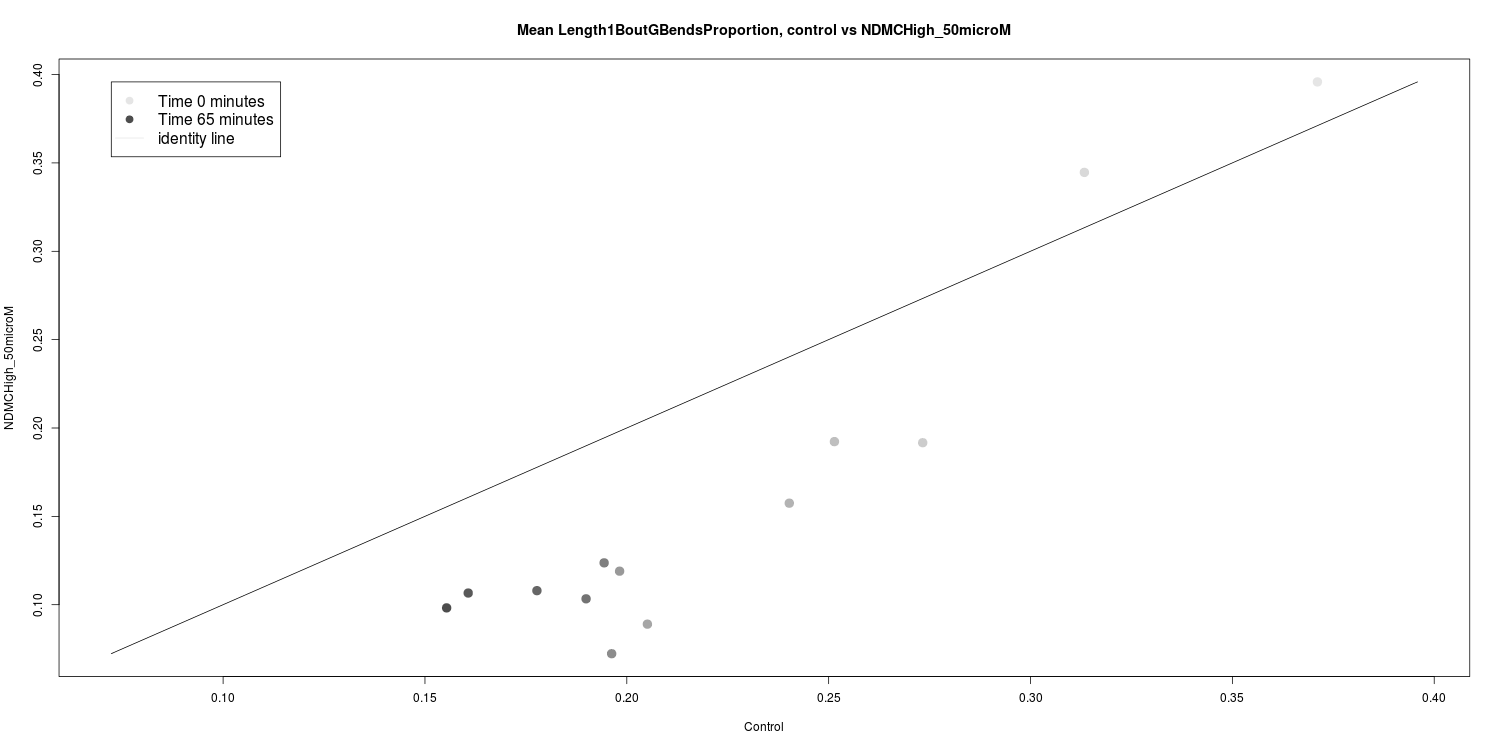 Mean Length1BoutGBendsProportion, control vs NDMCHigh_50microM
Time 0 minutes
Time 65 minutes
identity line
NDMCHigh_50microM
0.40
0.35
0.30
0.25
0.20
0.15
0.10
0.10 0.15 0.20 0.25 0.30 0.35 0.40
Control